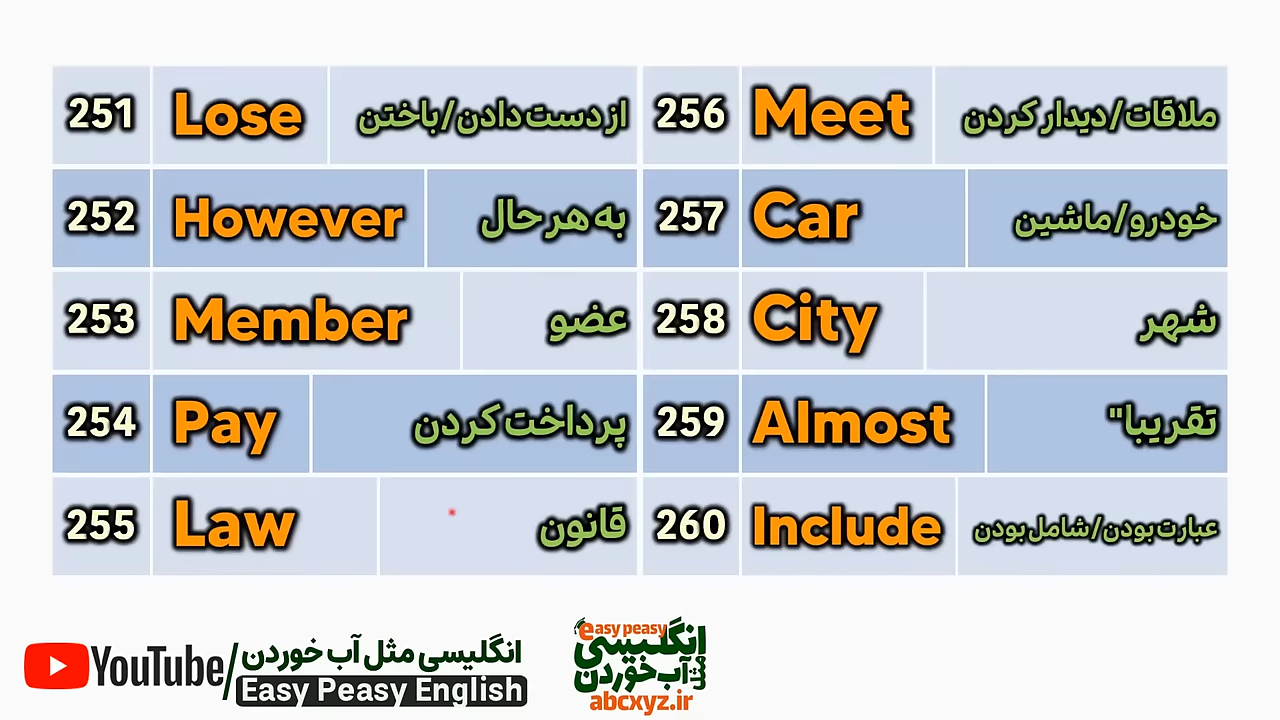 251 Lose از دست دادن/باختن
252 However به هر حال
253 Member عضو
254 Pay پرداخت کردن
255 Law قانون
256 Meet ملاقات/دیدار کردن
257 Car خودرو/ماشین
258 City شهر
259 Almost تقریبا"
260 Include عبارت بودن/شامل بودن
YouTube/انگلیسی مثل آب خوردن
Easy Peasy English
easy peasy
انگلیسی
مثل آب خوردن
abcxyz.ir